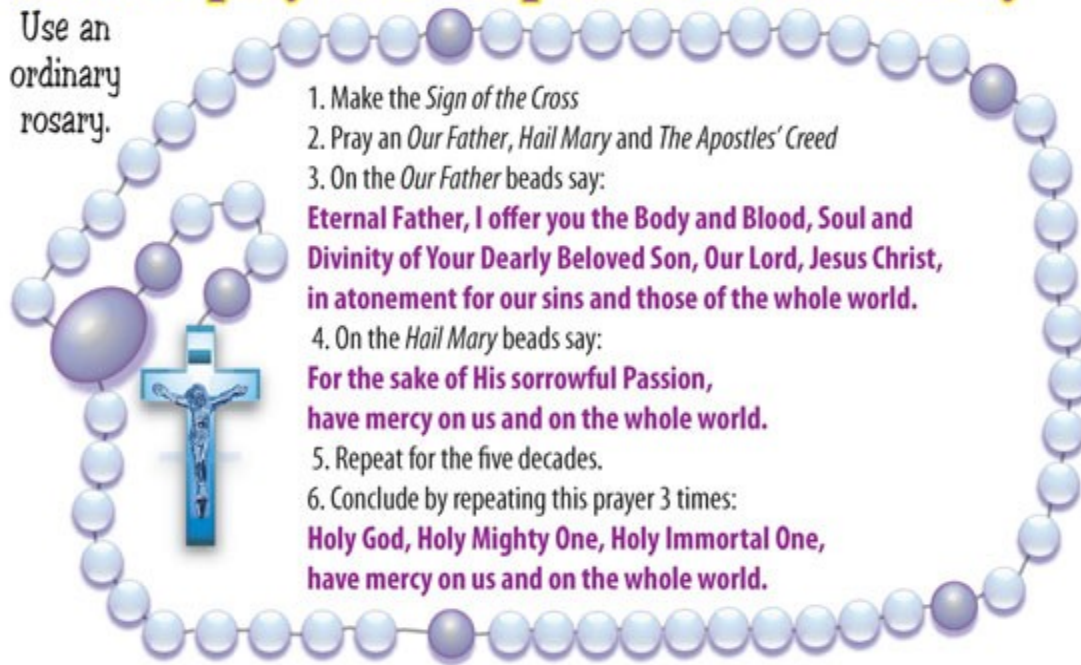 Use an
ordinary
rosary.
1. Make the Sign of the Cross
2. Pray an Our Father, Hail Mary and The Apostles' Creed
3. On the Our Father beads say:
Eternal Father, I offer you the Body and Blood, Soul and
Divinity of Your Dearly Beloved Son, Our Lord, Jesus Christ,
in atonement for our sins and those of the whole world.
4. On the Hail Mary beads say:
For the sake of His sorrowful Passion,
have mercy on us and on the whole world.
5. Repeat for the five decades.
6. Conclude by repeating this prayer 3 times:
Holy God, Holy Mighty One, Holy Immortal One,
have mercy on us and on the whole world.